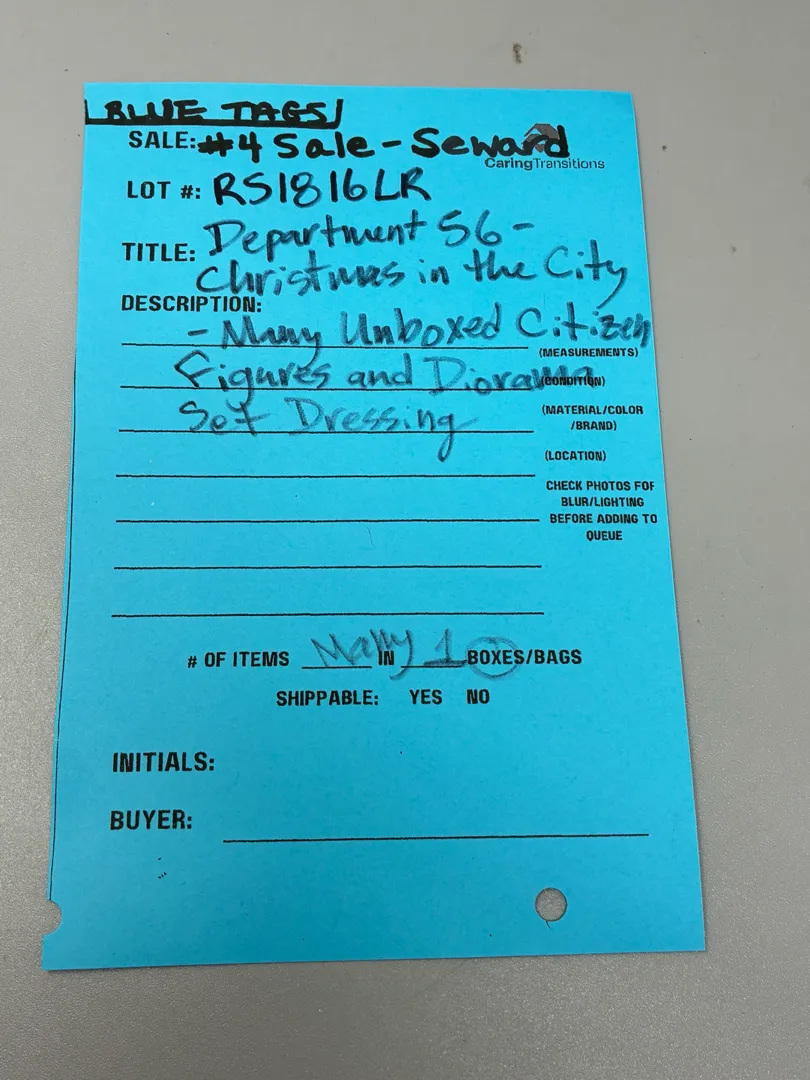 BLUE TAGS
SALE: #4 Sale - Seward
CaringTransitions
LOT #: RS1816LR
TITLE: Department 56 -
Christmas in the City
DESCRIPTION:
- Many Unboxed Citizen
(MEASUREMENTS)
Figures and Diorama
(CONDITION)
Set Dressing
(MATERIAL/COLOR
/BRAND)
(LOCATION)
CHECK PHOTOS FOR
BLUR/LIGHTING
BEFORE ADDING TO
QUEUE
# OF ITEMS Many IN 1 BOXES/BAGS
SHIPPABLE: YES NO
INITIALS:
BUYER: